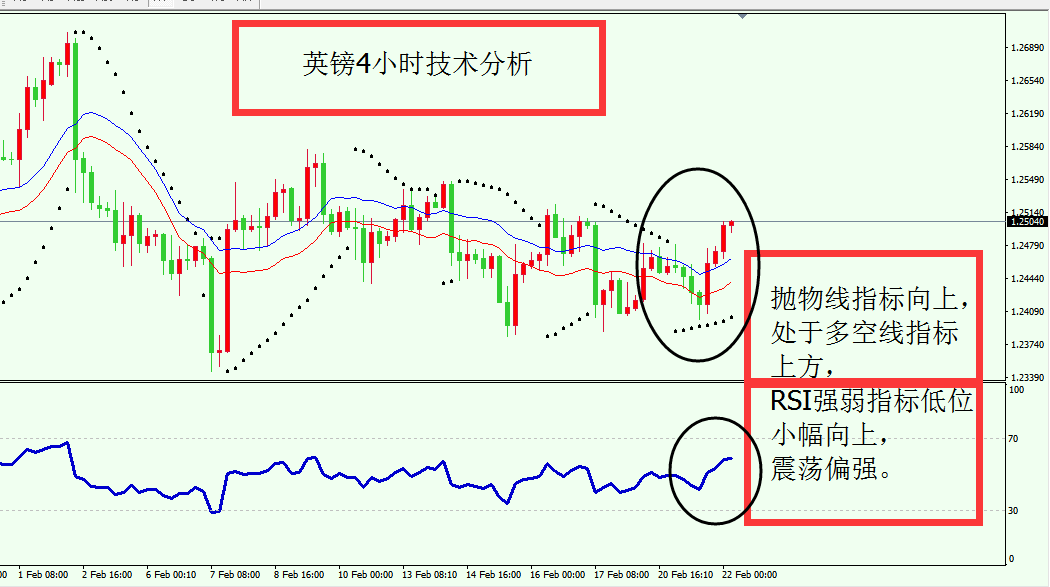 英镑4小时技术分析
1.26890
1.26540
1.26190
1.25840
1.25490
1.25140
1.25040
1.24790
1.24440
1.24090
1.23740
1.23390
抛物线指标向上，
处于多空线指标
上方，
RSI强弱指标低位
小幅向上，
震荡偏强。
100
70
30
0
1 Feb 08:00
2 Feb 16:00
6 Feb 00:10
7 Feb 08:00
8 Feb 16:00
10 Feb 00:00
13 Feb 08:10
14 Feb 16:00
16 Feb 00:00
17 Feb 08:00
20 Feb 16:10
22 Feb 00:00